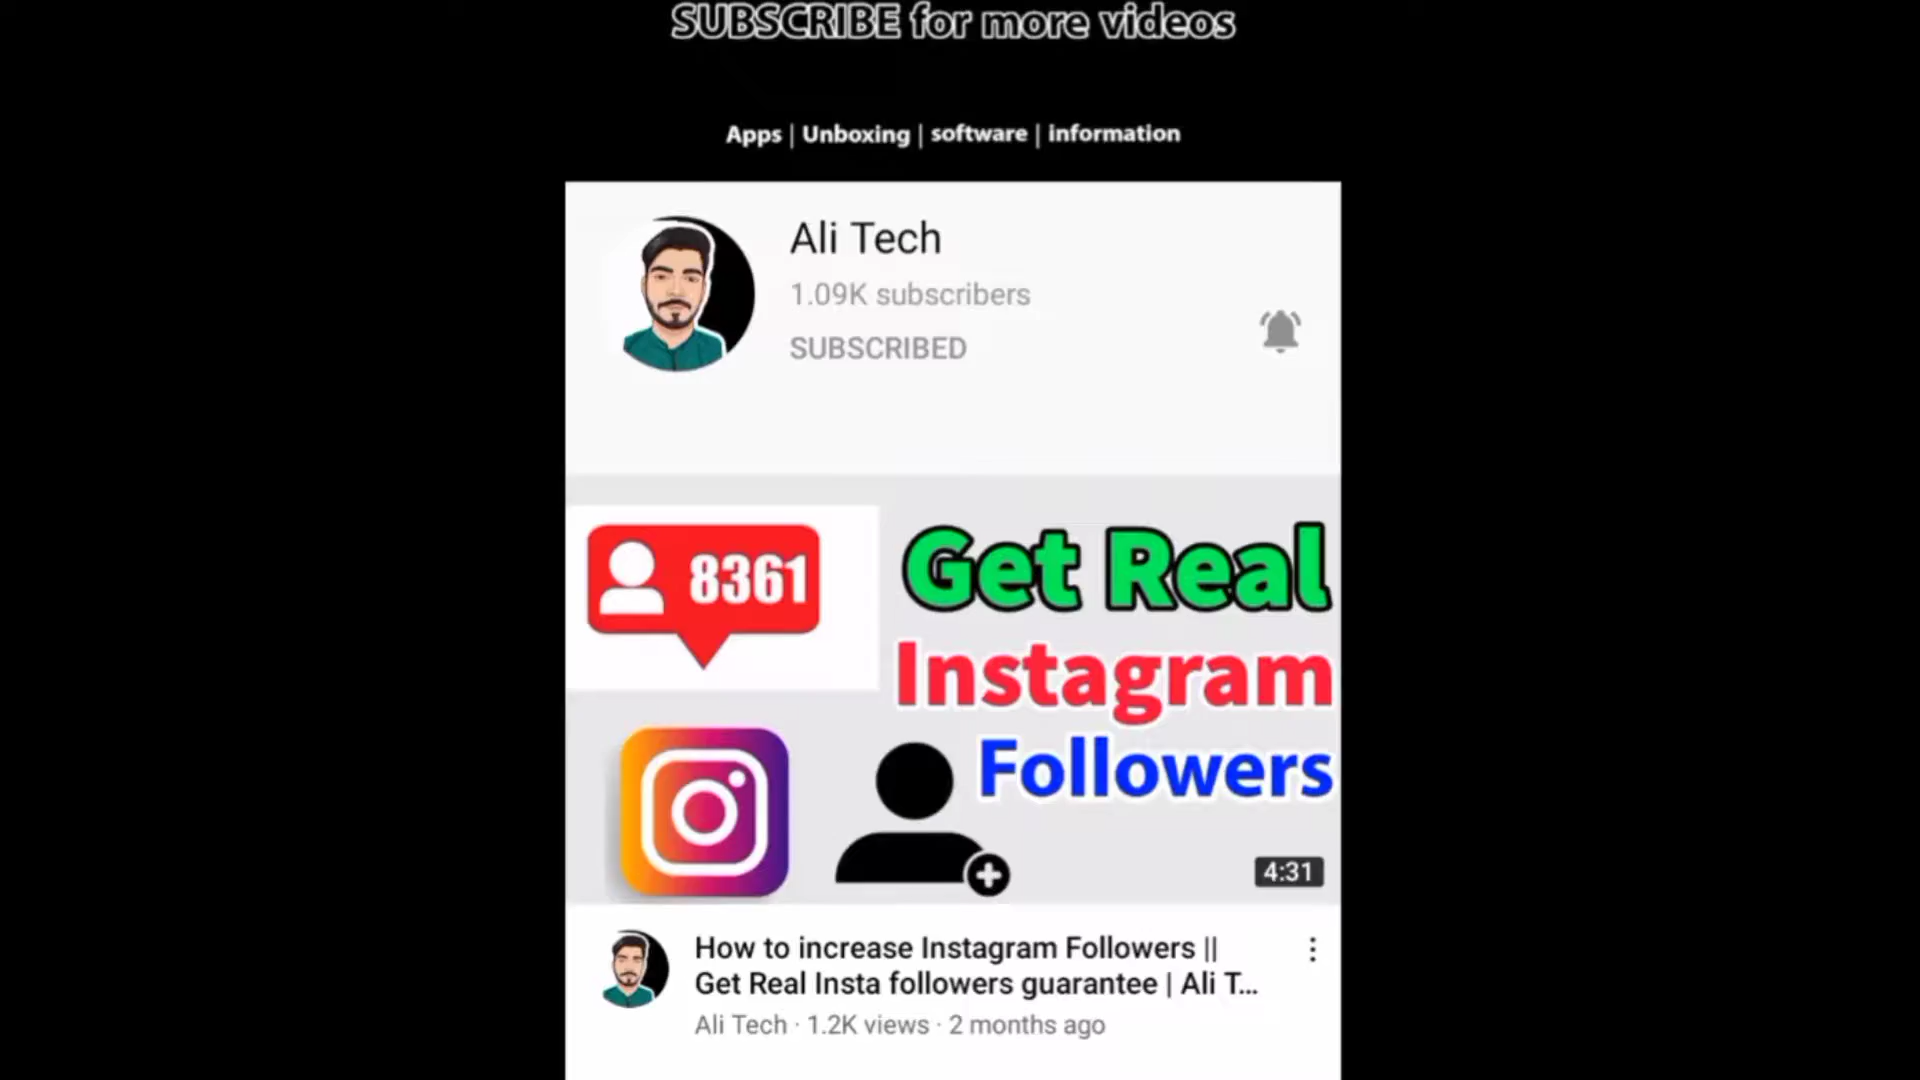 SUBSCRIBE for more videos
Apps | Unboxing | software | information
Ali Tech
1.09K subscribers
SUBSCRIBED
8361
Get Real
Instagram
Followers
4:31
How to increase Instagram Followers ||
Get Real Insta followers guarantee | Ali T...
Ali Tech · 1.2K views · 2 months ago